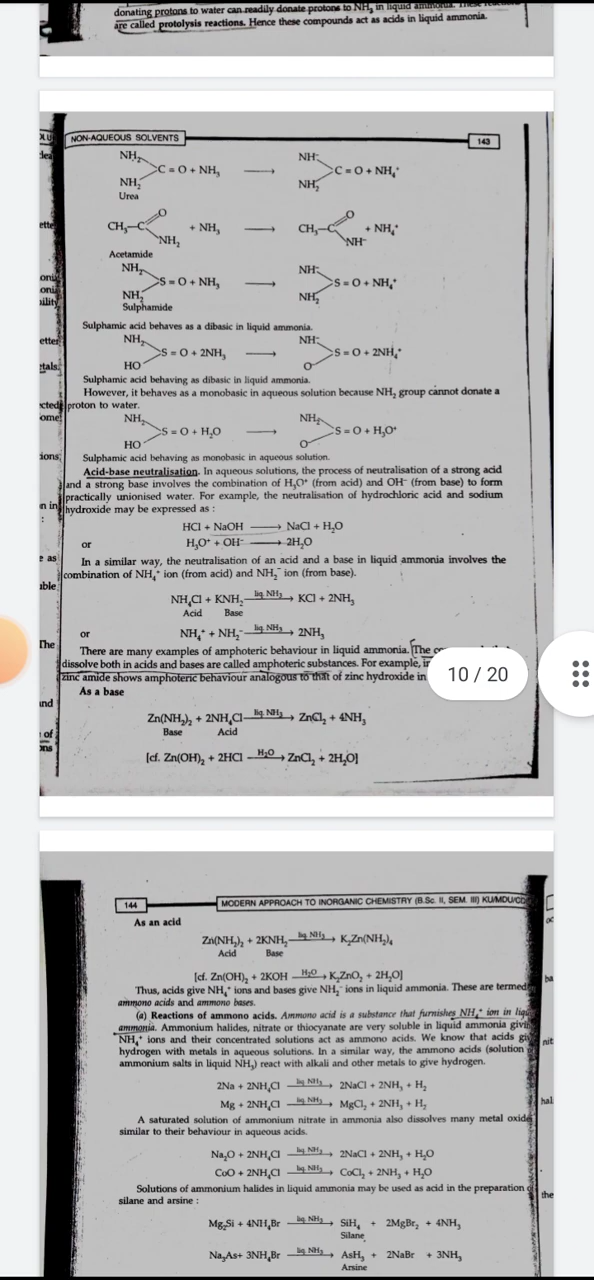 donating protons to water can readily donate protons to NH₃ in liquid ammonia. These
are called protolysis reactions. Hence these compounds act as acids in liquid ammonia.
NON-AQUEOUS SOLVENTS 143
NH₂ NH⁻
C = O + NH₃ ⟶ C = O + NH₄⁺
NH₂ NH₂
Urea
O O
CH₃–C + NH₃ ⟶ CH₃–C + NH₄⁺
NH₂ NH⁻
Acetamide
NH₂ NH⁻
S = O + NH₃ ⟶ S = O + NH₄⁺
NH₂ NH₂
Sulphamide
Sulphamic acid behaves as a dibasic in liquid ammonia.
NH₂ NH⁻
S = O + 2NH₃ ⟶ S = O + 2NH₄⁺
HO O⁻
Sulphamic acid behaving as dibasic in liquid ammonia.
However, it behaves as a monobasic in aqueous solution because NH₂ group cannot donate a
proton to water.
NH₂ NH₂
S = O + H₂O ⟶ S = O + H₃O⁺
HO O⁻
Sulphamic acid behaving as monobasic in aqueous solution.
Acid-base neutralisation. In aqueous solutions, the process of neutralisation of a strong acid
and a strong base involves the combination of H₃O⁺ (from acid) and OH⁻ (from base) to form
practically unionised water. For example, the neutralisation of hydrochloric acid and sodium
hydroxide may be expressed as :
HCl + NaOH ⟶ NaCl + H₂O
or H₃O⁺ + OH⁻ ⟶ 2H₂O
In a similar way, the neutralisation of an acid and a base in liquid ammonia involves the
combination of NH₄⁺ ion (from acid) and NH₂⁻ ion (from base).
NH₄Cl + KNH₂ liq. NH₃⟶ KCl + 2NH₃
Acid Base
or NH₄⁺ + NH₂⁻ liq. NH₃⟶ 2NH₃
There are many examples of amphoteric behaviour in liquid ammonia. The
dissolve both in acids and bases are called amphoteric substances. For example,
zinc amide shows amphoteric behaviour analogous to that of zinc hydroxide in
As a base
Zn(NH₂)₂ + 2NH₄Cl liq. NH₃⟶ ZnCl₂ + 4NH₃
Base Acid
[cf. Zn(OH)₂ + 2HCl H₂O⟶ ZnCl₂ + 2H₂O]
10 / 20
144 MODERN APPROACH TO INORGANIC CHEMISTRY (B.Sc. II, SEM. III) KU/MDU/CD
As an acid
Zn(NH₂)₂ + 2KNH₂ liq. NH₃⟶ K₂Zn(NH₂)₄
Acid Base
[cf. Zn(OH)₂ + 2KOH H₂O⟶ K₂ZnO₂ + 2H₂O]
Thus, acids give NH₄⁺ ions and bases give NH₂⁻ ions in liquid ammonia. These are termed
ammono acids and ammono bases.
(a) Reactions of ammono acids. Ammono acid is a substance that furnishes NH₄⁺ ion in
ammonia. Ammonium halides, nitrate or thiocyanate are very soluble in liquid ammonia
NH₄⁺ ions and their concentrated solutions act as ammono acids. We know that acids
hydrogen with metals in aqueous solutions. In a similar way, the ammono acids (solution
ammonium salts in liquid NH₃) react with alkali and other metals to give hydrogen.
2Na + 2NH₄Cl liq. NH₃⟶ 2NaCl + 2NH₃ + H₂
Mg + 2NH₄Cl liq. NH₃⟶ MgCl₂ + 2NH₃ + H₂
A saturated solution of ammonium nitrate in ammonia also dissolves many metal
similar to their behaviour in aqueous acids.
Na₂O + 2NH₄Cl liq. NH₃⟶ 2NaCl + 2NH₃ + H₂O
CoO + 2NH₄Cl liq. NH₃⟶ CoCl₂ + 2NH₃ + H₂O
Solutions of ammonium halides in liquid ammonia may be used as acid in the preparation
silane and arsine :
Mg₂Si + 4NH₄Br liq. NH₃⟶ SiH₄ + 2MgBr₂ + 4NH₃
Silane
Na₃As+ 3NH₄Br liq. NH₃⟶ AsH₃ + 2NaBr + 3NH₃
Arsine